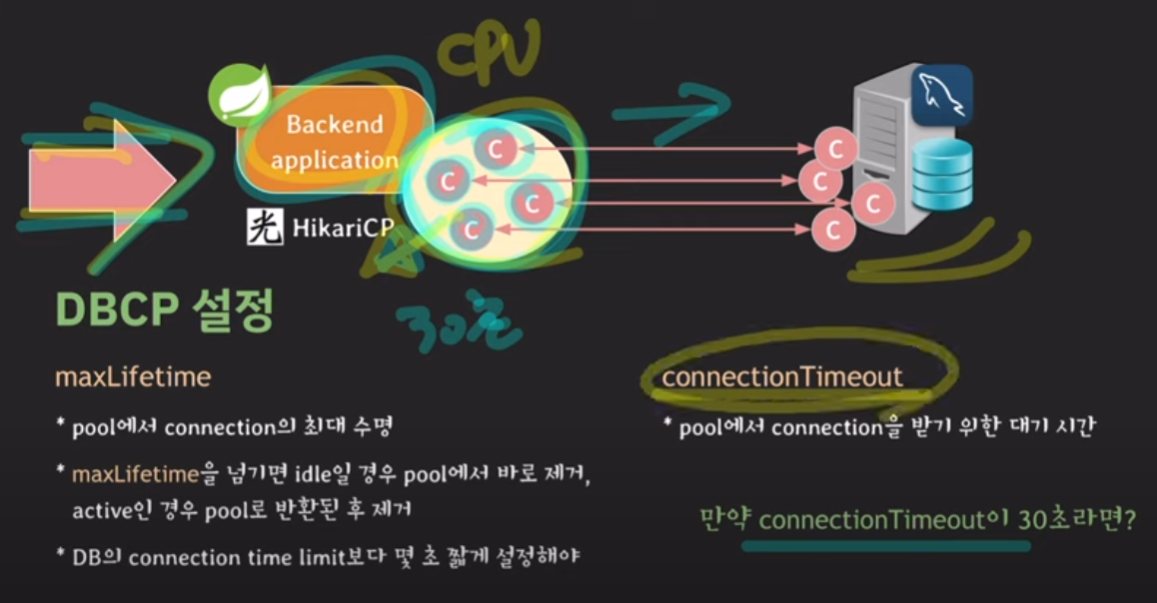 CPU
Backend
application
C
C
C
C
C
C
C
C
光 HikariCP
30초
DBCP 설정
maxLifetime
* pool에서 connection의 최대 수명
* maxLifetime을 넘기면 idle일 경우 pool에서 바로 제거,
active인 경우 pool로 반환된 후 제거
* DB의 connection time limit보다 몇 초 짧게 설정해야
connectionTimeout
* pool에서 connection을 받기 위한 대기 시간
만약 connectionTimeout이 30초라면?